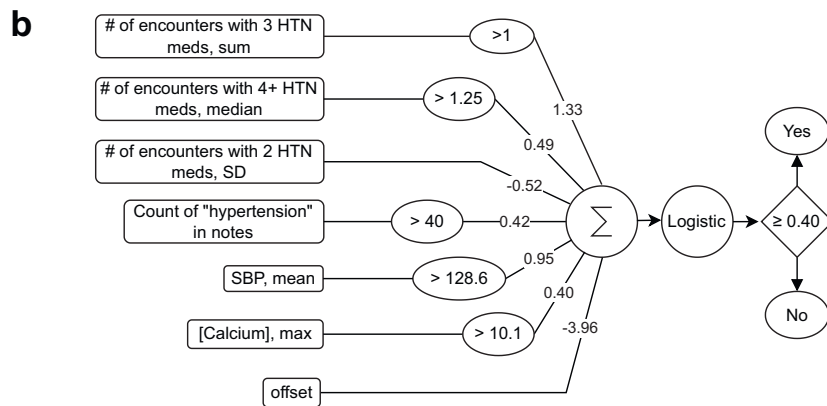 b
# of encounters with 3 HTN
meds, sum
>1
1.33
# of encounters with 4+ HTN
meds, median
> 1.25
0.49
# of encounters with 2 HTN
meds, SD
-0.52
Count of "hypertension"
in notes
> 40
0.42
SBP, mean
> 128.6
0.95
[Calcium], max
> 10.1
0.40
offset
-3.96
∑
Logistic
≥ 0.40
Yes
No